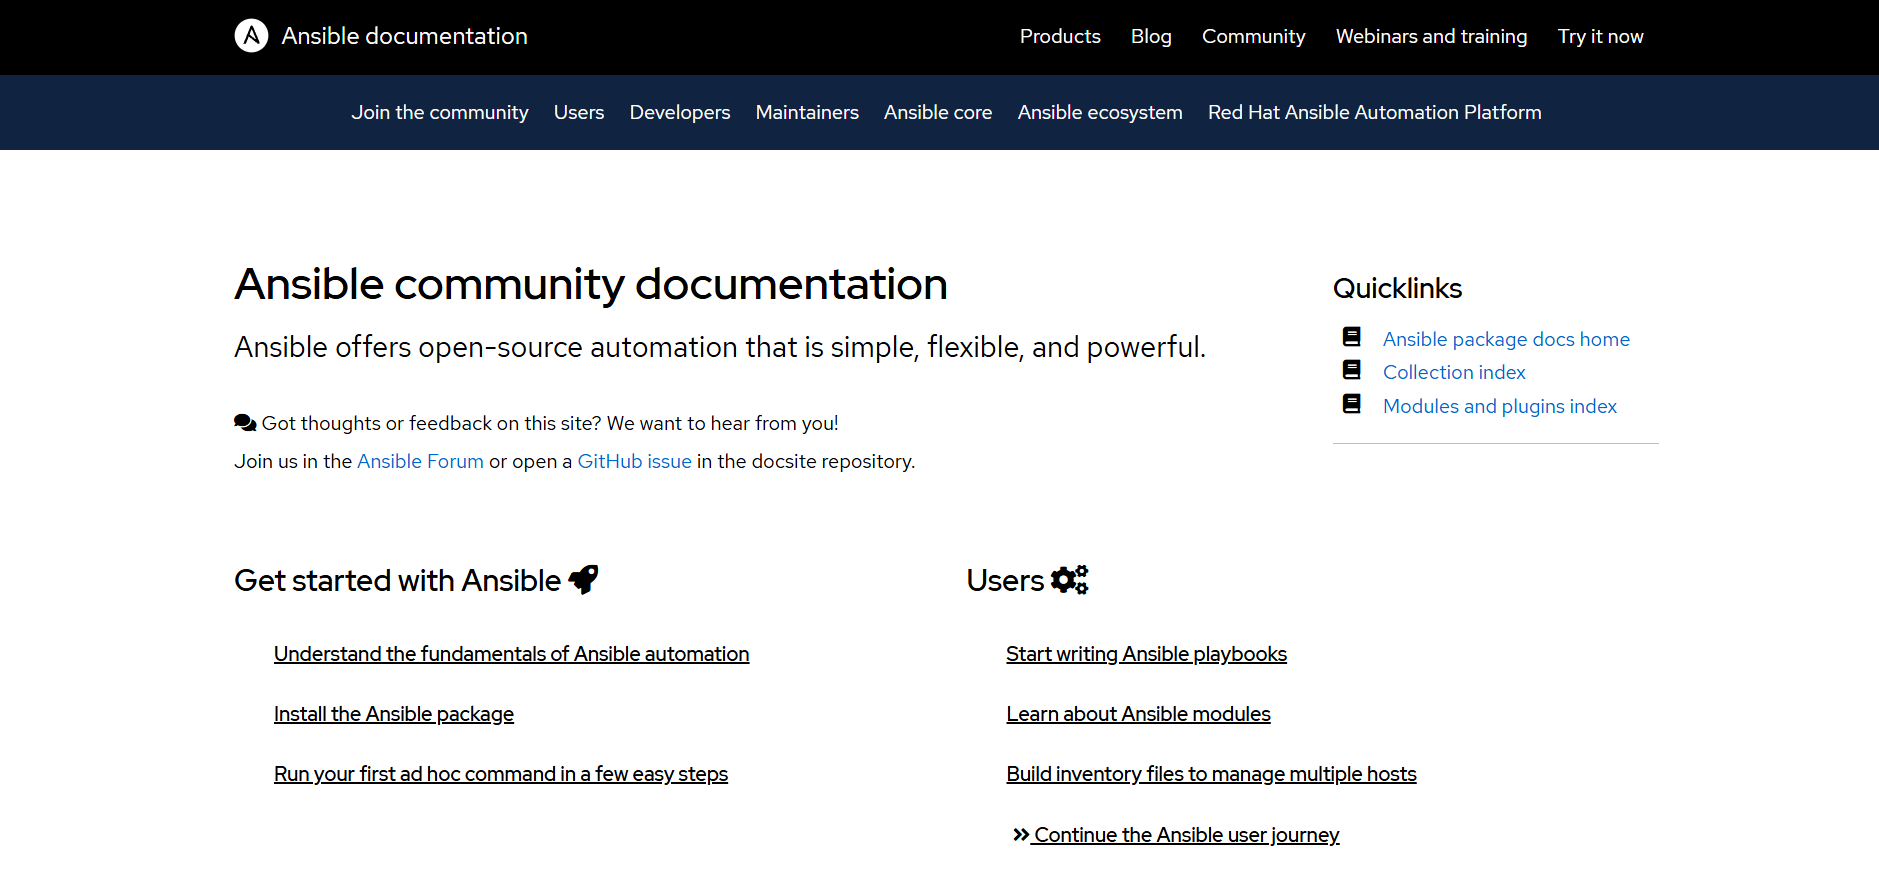 Ansible documentation
Products Blog Community Webinars and training Try it now
Join the community Users Developers Maintainers Ansible core Ansible ecosystem Red Hat Ansible Automation Platform
Ansible community documentation
Ansible offers open-source automation that is simple, flexible, and powerful.
Got thoughts or feedback on this site? We want to hear from you!
Join us in the Ansible Forum or open a GitHub issue in the docsite repository.
Quicklinks
Ansible package docs home
Collection index
Modules and plugins index
Get started with Ansible
Understand the fundamentals of Ansible automation
Install the Ansible package
Run your first ad hoc command in a few easy steps
Users
Start writing Ansible playbooks
Learn about Ansible modules
Build inventory files to manage multiple hosts
Continue the Ansible user journey